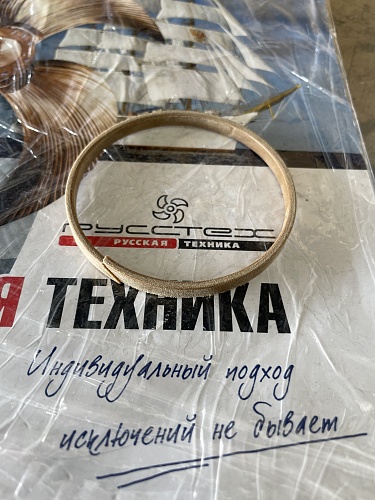 РУССТЕХ
РУССКАЯ ТЕХНИКА
Я ТЕХНИКА
Индивидуальный подход
исключений не бывает